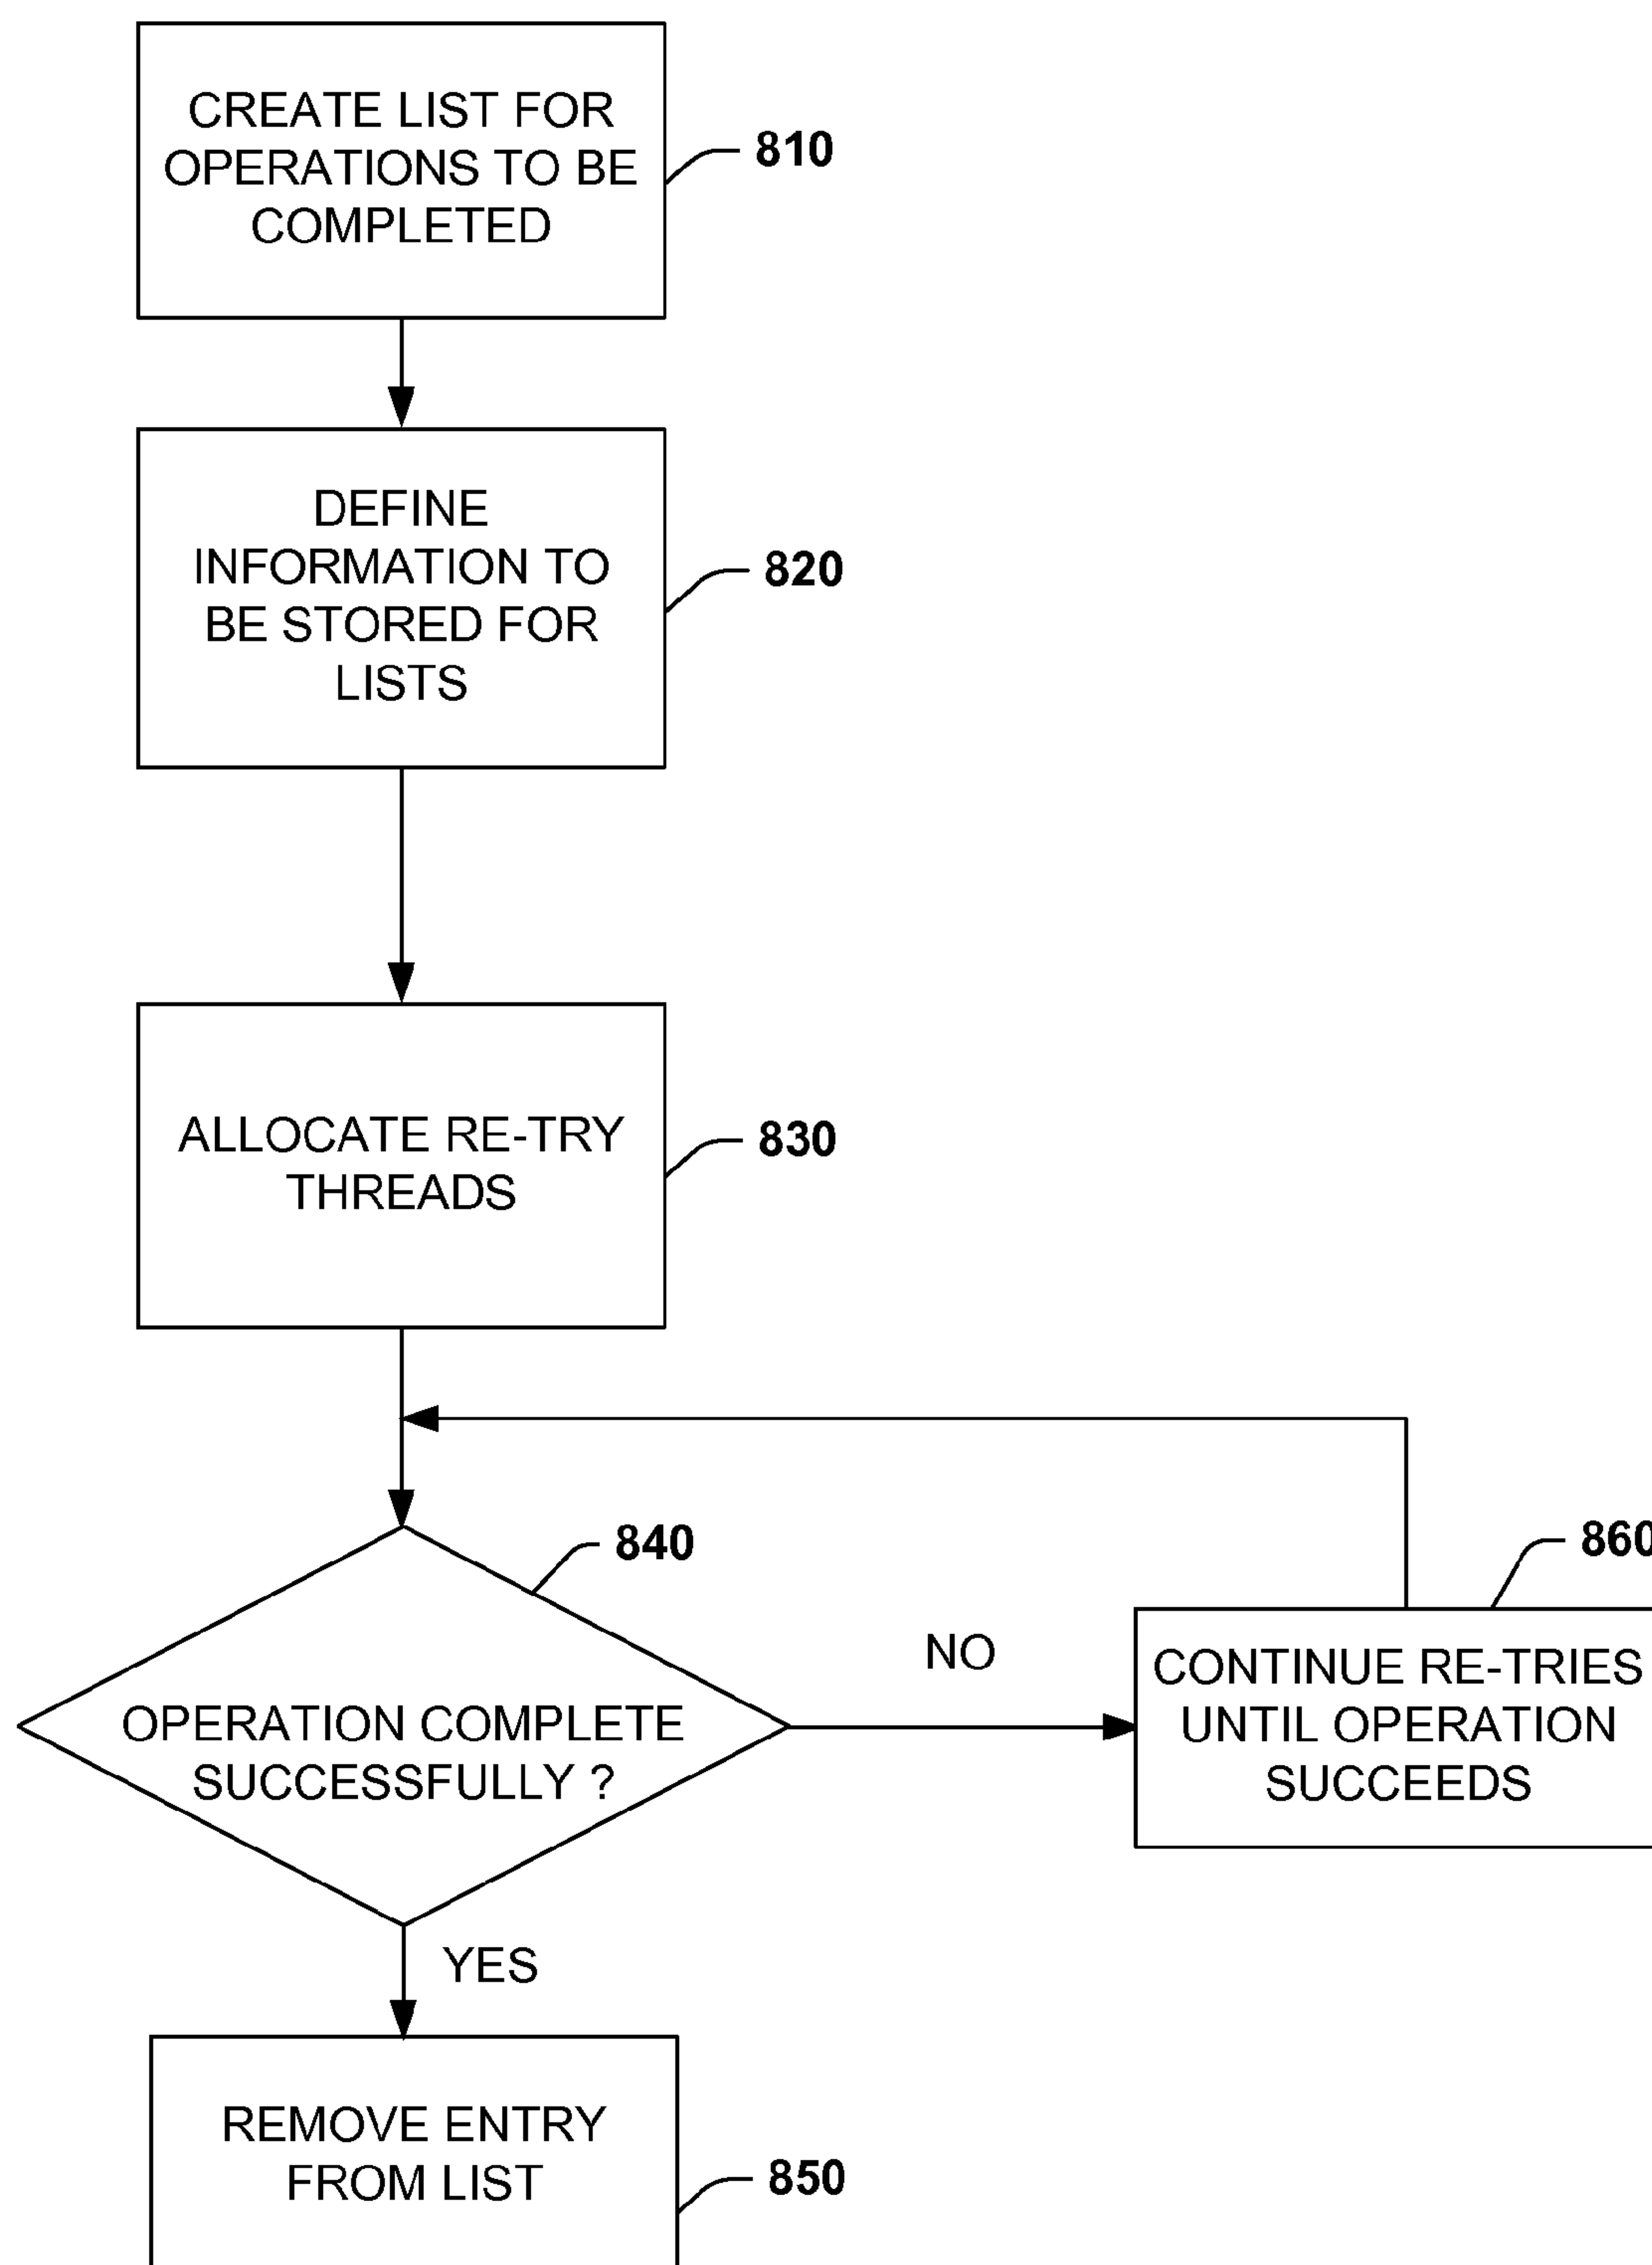 CREATE LIST FOR
OPERATIONS TO BE
COMPLETED
810
DEFINE
INFORMATION TO
BE STORED FOR
LISTS
820
ALLOCATE RE-TRY
THREADS
830
840
OPERATION COMPLETE
SUCCESSFULLY ?
NO
860
CONTINUE RE-TRIES
UNTIL OPERATION
SUCCEEDS
YES
REMOVE ENTRY
FROM LIST
850